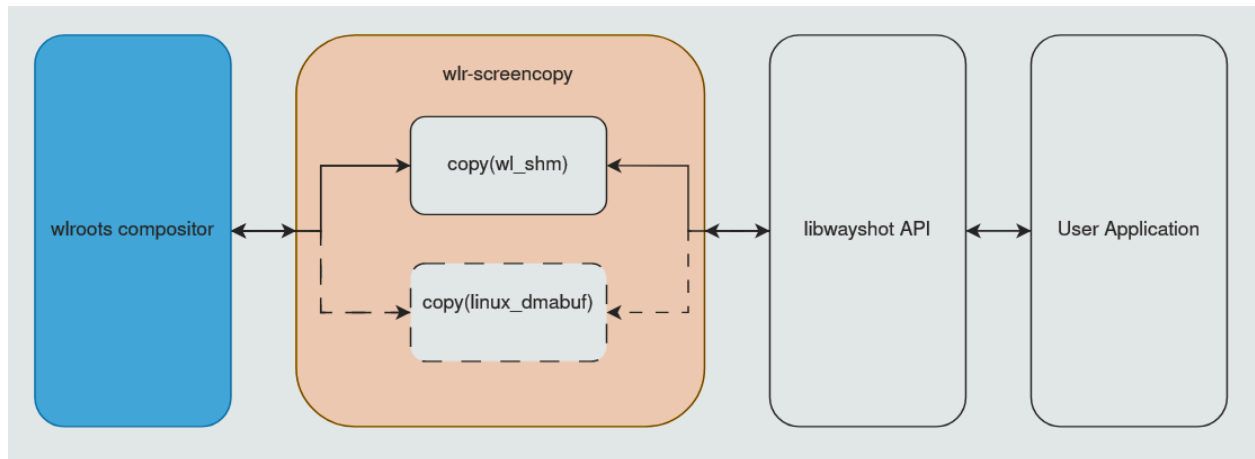 wlr-screencopy
copy(wl_shm)
wlroots compositor
libwayshot API
User Application
copy(linux_dmabuf)